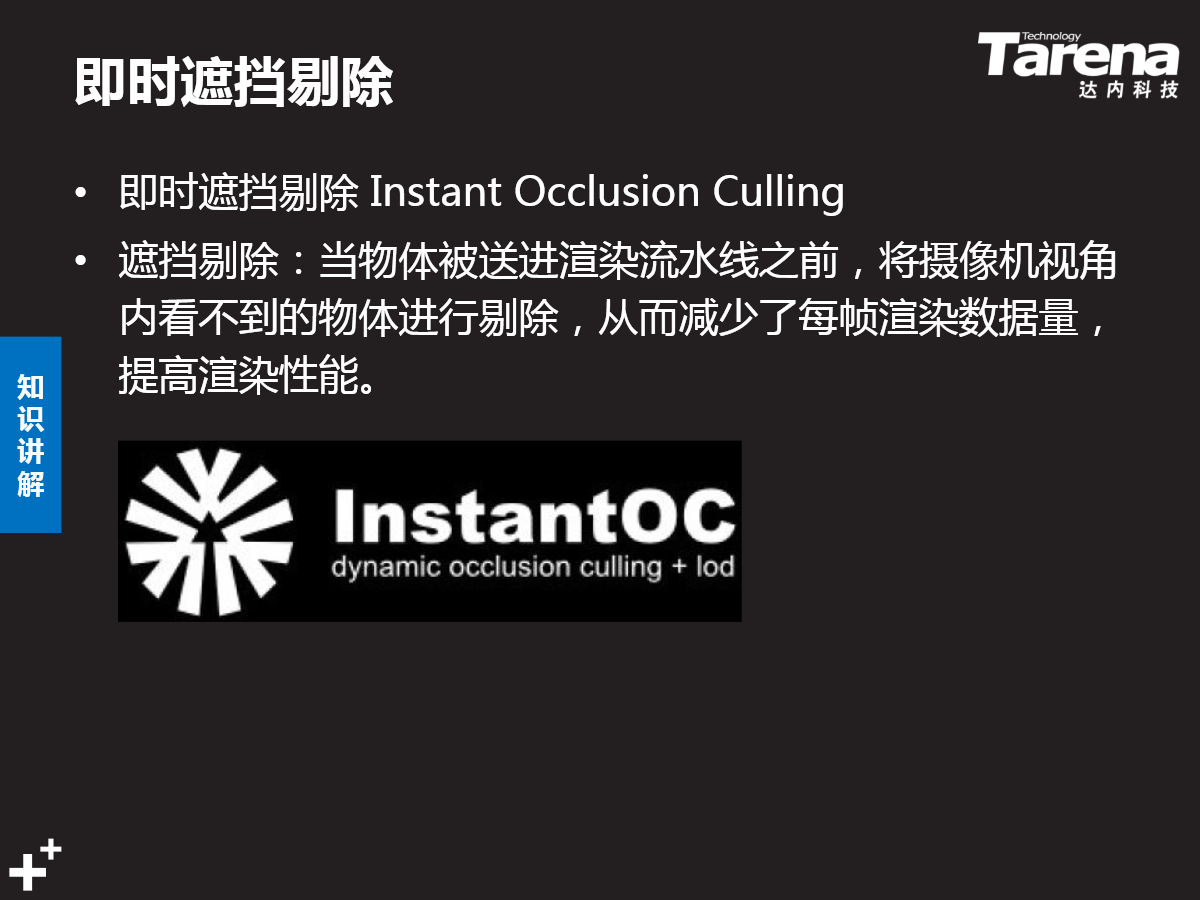 即时遮挡剔除
Technology
Tarena
达内科技
• 即时遮挡剔除 Instant Occlusion Culling
• 遮挡剔除：当物体被送进渲染流水线之前，将摄像机视角
内看不到的物体进行剔除，从而减少了每帧渲染数据量，
提高渲染性能。
知识讲解
InstantOC
dynamic occlusion culling + lod